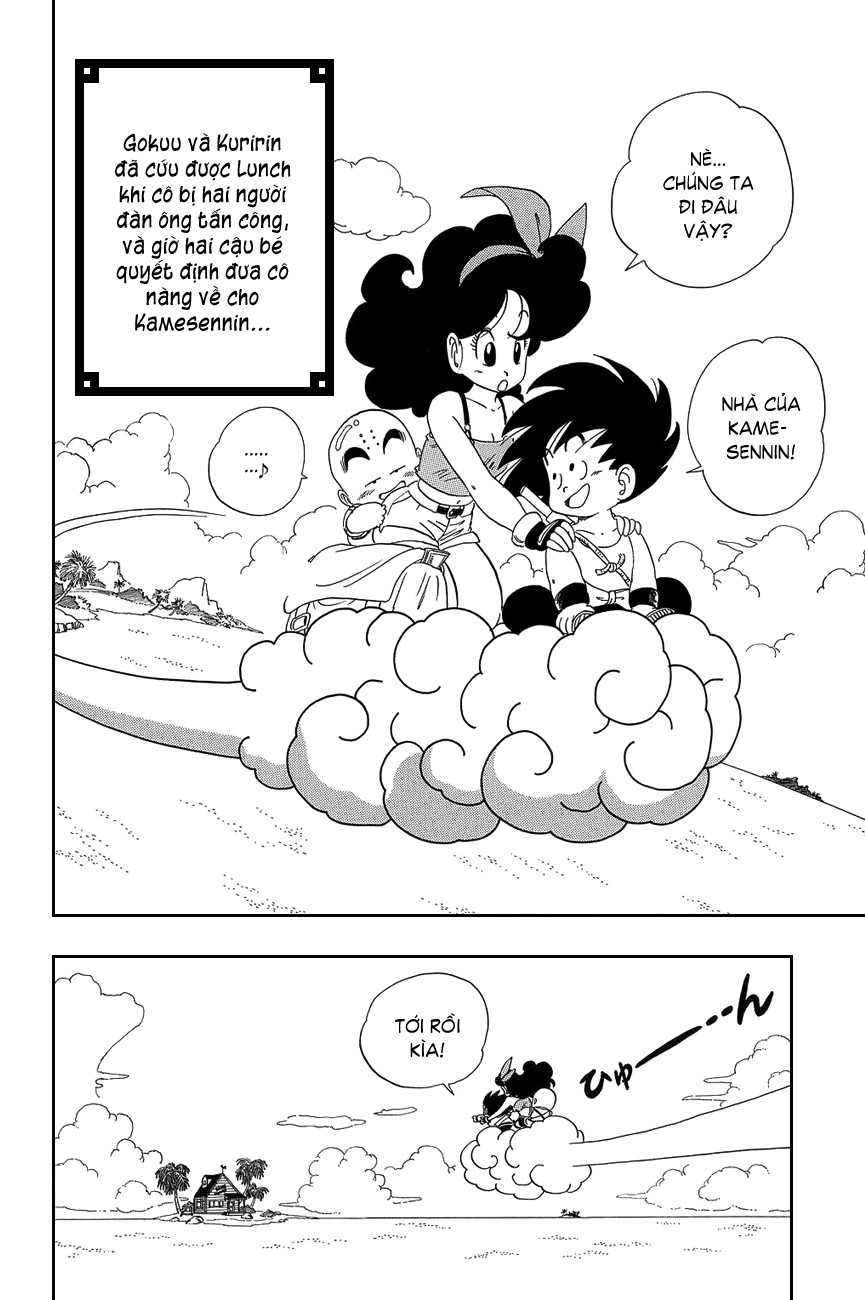 Gokuu và Kuririn
đã cứu được Lunch
khi cô bị hai người
đàn ông tấn công,
và giờ hai cậu bé
quyết định đưa cô
nàng về cho
Kamesennin...
NÈ...
CHÚNG TA
ĐI ĐÂU
VẬY?
NHÀ CỦA
KAME-
SENNIN!
.....
...♪
TỚI RỒI
KÌA!
ひゅー...ん